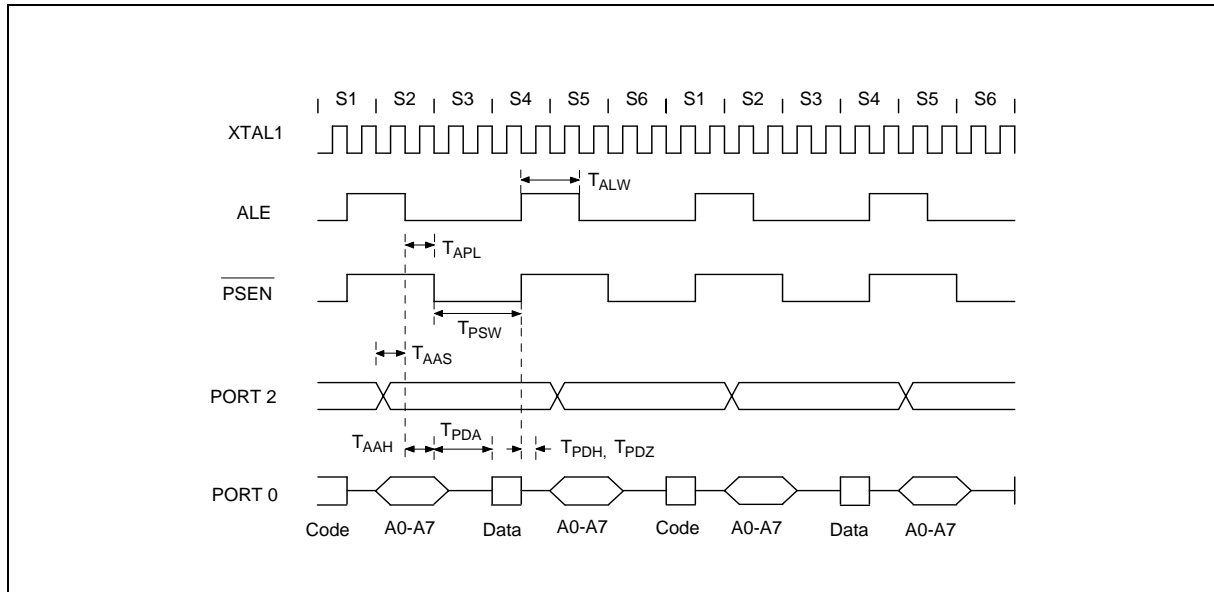 S1 S2 S3 S4 S5 S6 S1 S2 S3 S4 S5 S6
XTAL1
TALW
ALE
TAPL
PSEN
TPSW
TAAS
PORT 2
TAAH TPDA TPDH, TPDZ
PORT 0
Code A0-A7 Data A0-A7 Code A0-A7 Data A0-A7